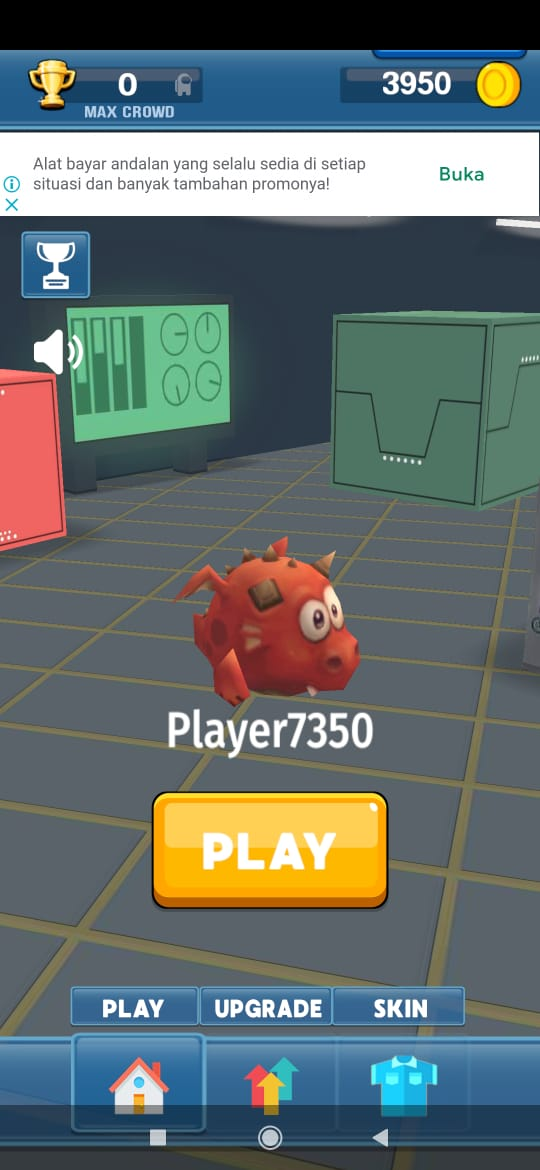 0
3950
MAX CROWD
Alat bayar andalan yang selalu sedia di setiap
situasi dan banyak tambahan promonya!
Buka
Player7350
PLAY
PLAY
UPGRADE
SKIN